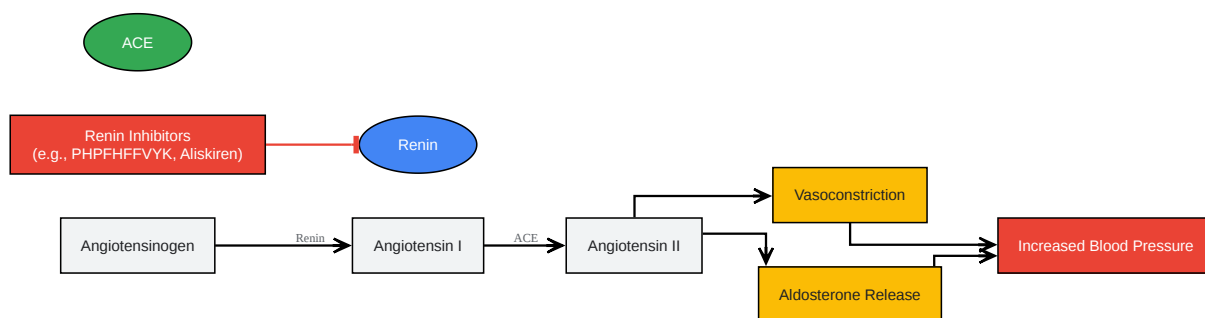 ACE
Renin Inhibitors
(e.g., PHPFHFFVYK, Aliskiren)
Renin
Vasoconstriction
Angiotensinogen
Renin
Angiotensin I
ACE
Angiotensin II
Increased Blood Pressure
Aldosterone Release